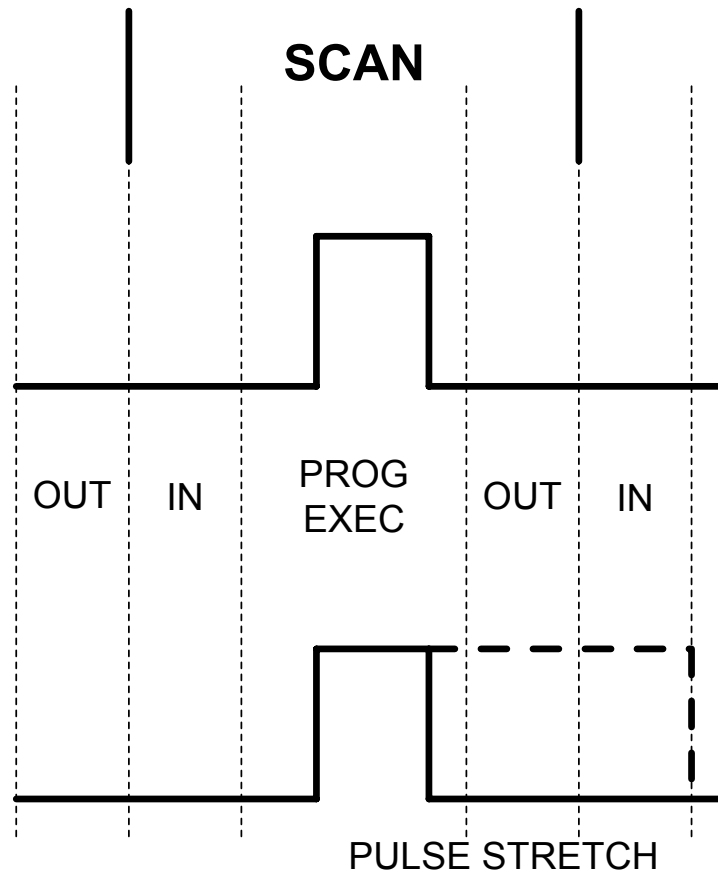 SCAN
OUT
IN
PROG
EXEC
OUT
IN
PULSE STRETCH